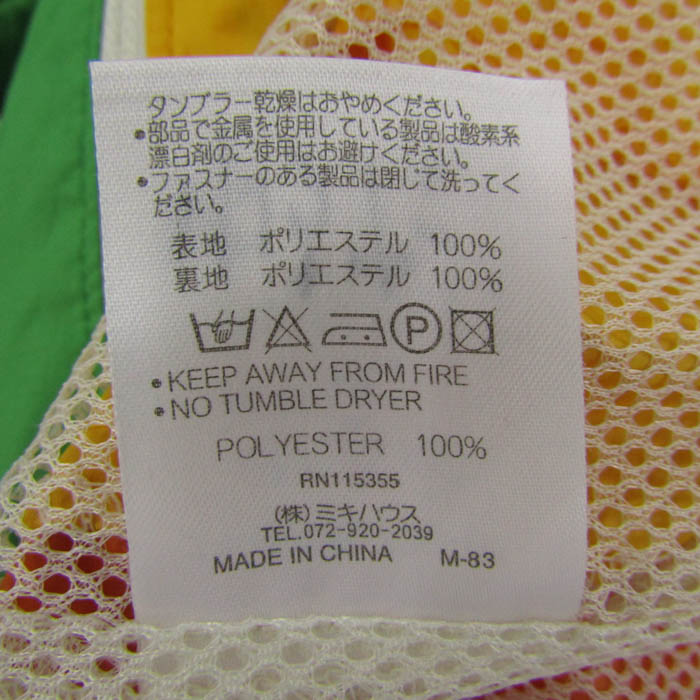 タンブラー乾燥はおやめください。
・部品で金属を使用している製品は酸素系
漂白剤のご使用はお避けください。
・ファスナーのある製品は閉じて洗ってく
ださい。
表地 ポリエステル 100%
裏地 ポリエステル 100%
P
・KEEP AWAY FROM FIRE
・NO TUMBLE DRYER
POLYESTER 100%
RN115355
(株)ミキハウス
TEL.072-920-2039
MADE IN CHINA M-83